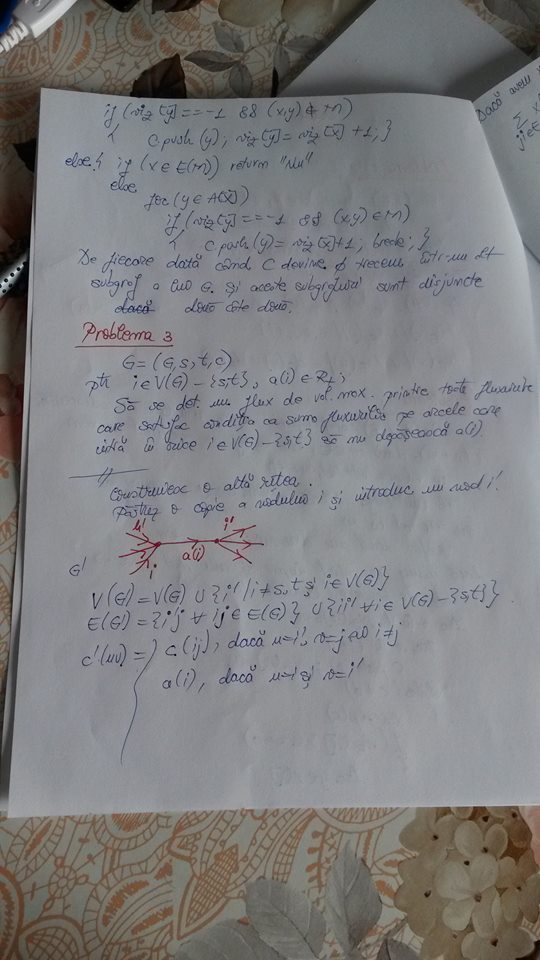 if (viz[y]==-1 && (x,y) ∉ M)
{ C.push(y); viz[y]=viz[x]+1; }
else { if (x ∈ E(M)) return "Nu"
else
for (y ∈ A[x])
if (viz[y]==-1 && (x,y) ∈ M)
{ C.push(y)=viz[x]+1; break; }
De fiecare dată când C devine ∅ trecem într-un alt
subgraf a lui G. Și aceste subgrafuri sunt disjuncte
dacă două câte două.
Problema 3
G=(G,s,t,c)
ptr i∈V(G)-{s,t}, a(i)∈R+;
Să se det. un flux de val. max. printre toate fluxurile
care satisfac condiția ca suma fluxurilor pe arcele care
intră în orice i∈V(G)-{s,t} să nu depășească a(i).
Construiesc o altă rețea.
Păstrez o copie a nodului i și introduc un nod i'.
i'
a(i)
i
G'
V(G')=V(G) ∪ {i' | i≠s,t și i∈V(G)}
E(G')={i'j ∀ ij∈E(G)} ∪ {ii' ∀ i∈V(G)-{s,t}}
c'(uv)= { c(ij), dacă u=i', v=j și i≠j
a(i), dacă u=i și v=i'
Dacă avem